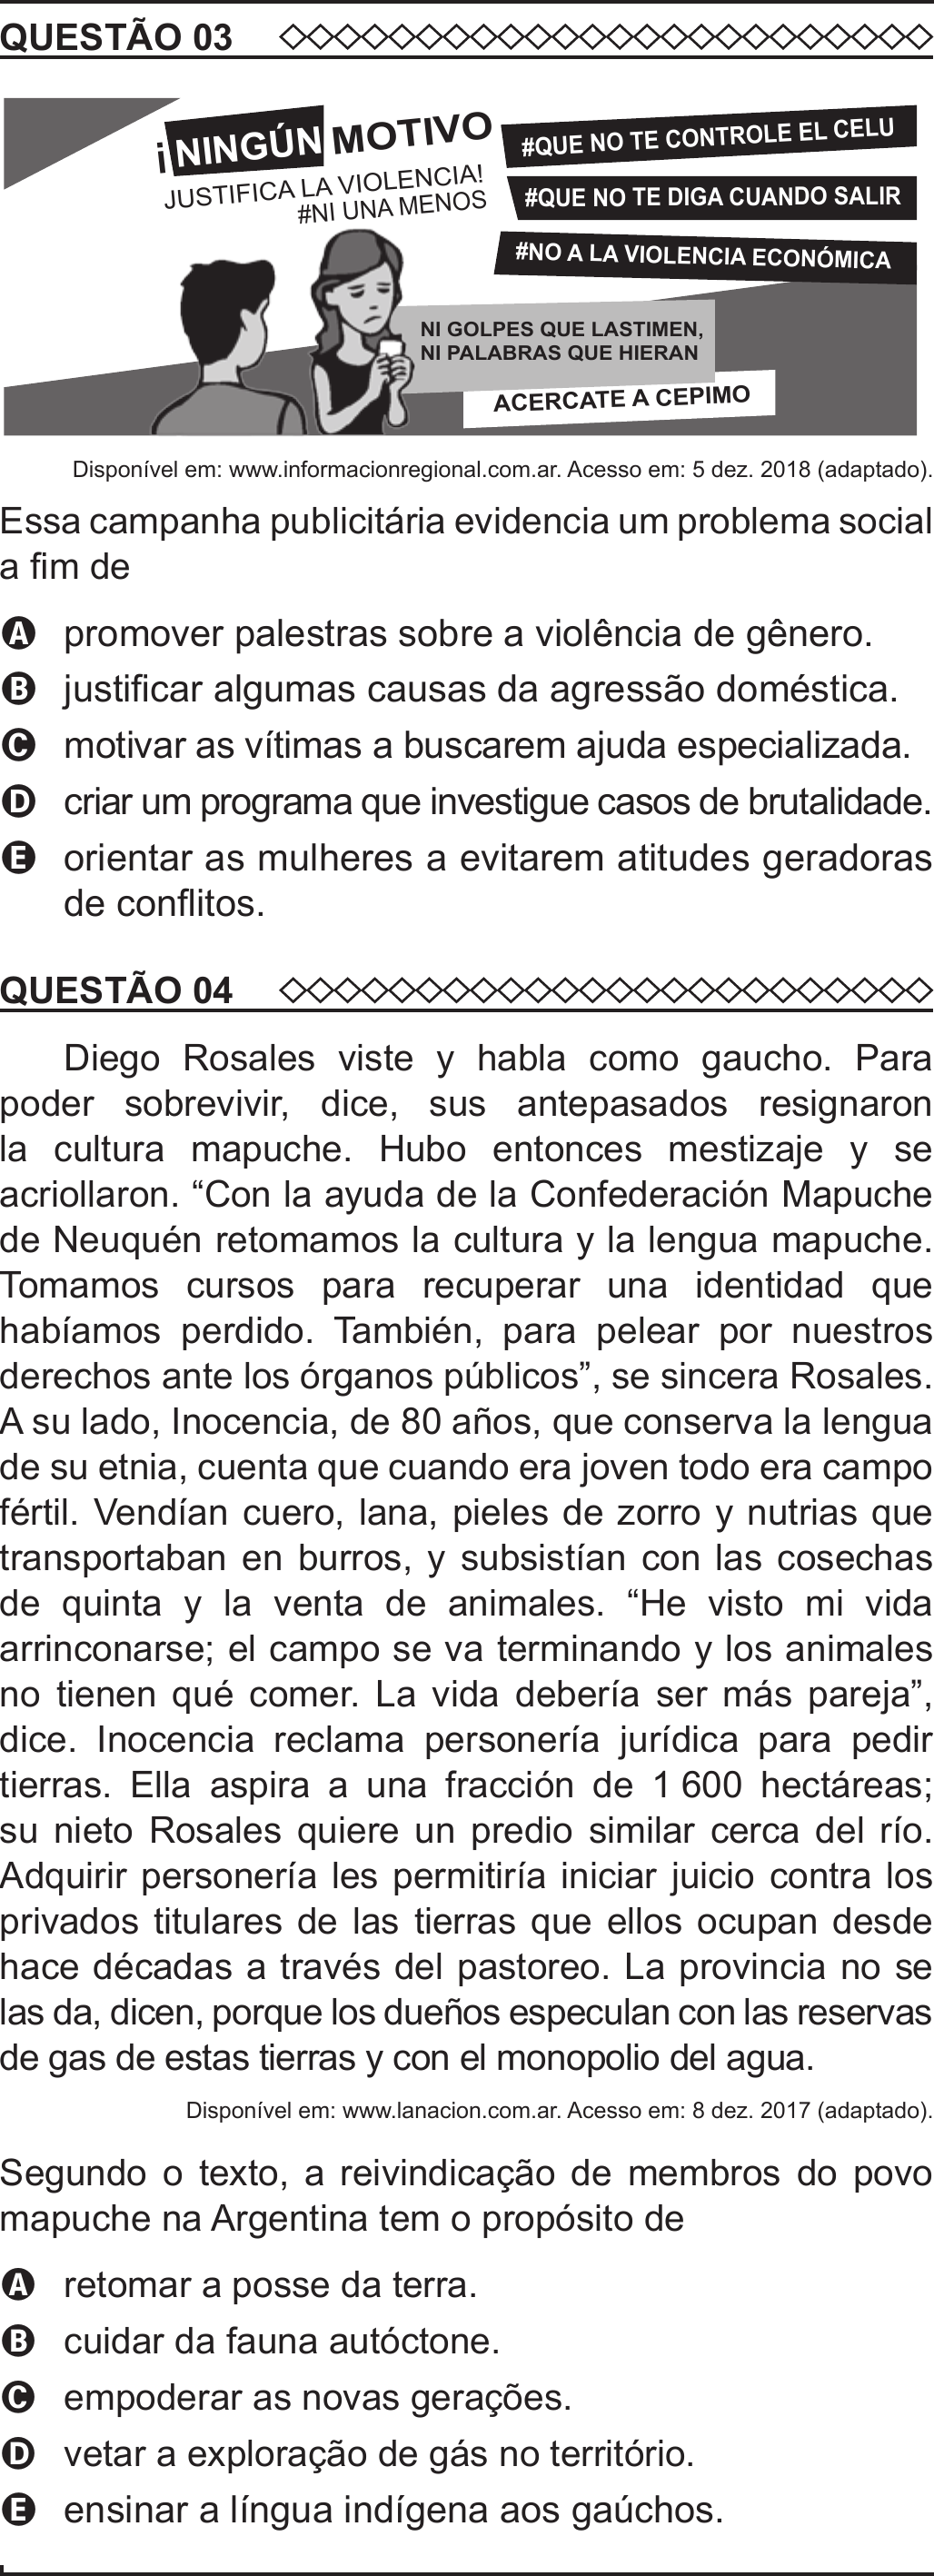 QUESTÃO 03
¡NINGÚN MOTIVO
JUSTIFICA LA VIOLENCIA!
#NI UNA MENOS
#QUE NO TE CONTROLE EL CELU
#QUE NO TE DIGA CUANDO SALIR
#NO A LA VIOLENCIA ECONÓMICA
NI GOLPES QUE LASTIMEN,
NI PALABRAS QUE HIERAN
ACERCATE A CEPIMO
Disponível em: www.informacionregional.com.ar. Acesso em: 5 dez. 2018 (adaptado).
Essa campanha publicitária evidencia um problema social
a fim de
A promover palestras sobre a violência de gênero.
B justificar algumas causas da agressão doméstica.
C motivar as vítimas a buscarem ajuda especializada.
D criar um programa que investigue casos de brutalidade.
E orientar as mulheres a evitarem atitudes geradoras
de conflitos.
QUESTÃO 04
Diego Rosales viste y habla como gaucho. Para
poder sobrevivir, dice, sus antepasados resignaron
la cultura mapuche. Hubo entonces mestizaje y se
acriollaron. “Con la ayuda de la Confederación Mapuche
de Neuquén retomamos la cultura y la lengua mapuche.
Tomamos cursos para recuperar una identidad que
habíamos perdido. También, para pelear por nuestros
derechos ante los órganos públicos”, se sincera Rosales.
A su lado, Inocencia, de 80 años, que conserva la lengua
de su etnia, cuenta que cuando era joven todo era campo
fértil. Vendían cuero, lana, pieles de zorro y nutrias que
transportaban en burros, y subsistían con las cosechas
de quinta y la venta de animales. “He visto mi vida
arrinconarse; el campo se va terminando y los animales
no tienen qué comer. La vida debería ser más pareja”,
dice. Inocencia reclama personería jurídica para pedir
tierras. Ella aspira a una fracción de 1 600 hectáreas;
su nieto Rosales quiere un predio similar cerca del río.
Adquirir personería les permitiría iniciar juicio contra los
privados titulares de las tierras que ellos ocupan desde
hace décadas a través del pastoreo. La provincia no se
las da, dicen, porque los dueños especulan con las reservas
de gas de estas tierras y con el monopolio del agua.
Disponível em: www.lanacion.com.ar. Acesso em: 8 dez. 2017 (adaptado).
Segundo o texto, a reivindicação de membros do povo
mapuche na Argentina tem o propósito de
A retomar a posse da terra.
B cuidar da fauna autóctone.
C empoderar as novas gerações.
D vetar a exploração de gás no território.
E ensinar a língua indígena aos gaúchos.